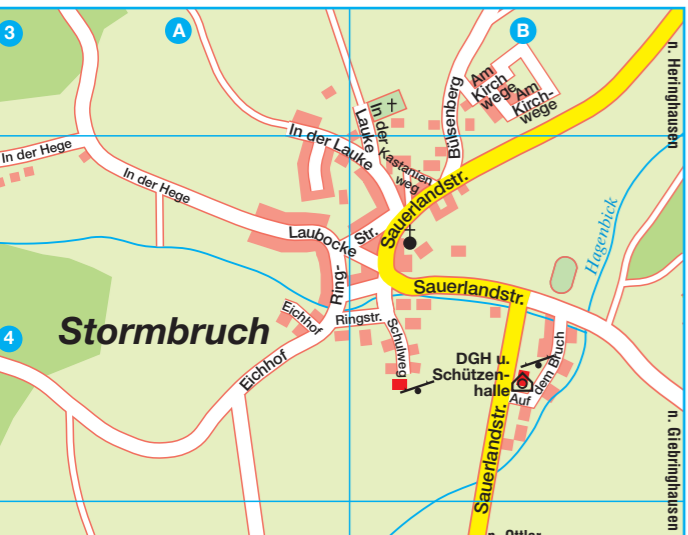 3
A
B
Am
Kirch
wege
Am
Kirch-
wege
n. Heringhausen
In der
Lauke
Bülsenberg
In der Lauke
Kastanien
weg
In der Hege
In der Hege
Sauerlandstr.
Laubocke
Str.
Hagenbick
Ring-
Sauerlandstr.
Eichhof
Ringstr.
Schulweg
4
Stormbruch
Eichhof
DGH u.
Schützen-
halle
Auf
dem Bruch
Sauerlandstr.
n. Giebringhausen
n. Ottlar